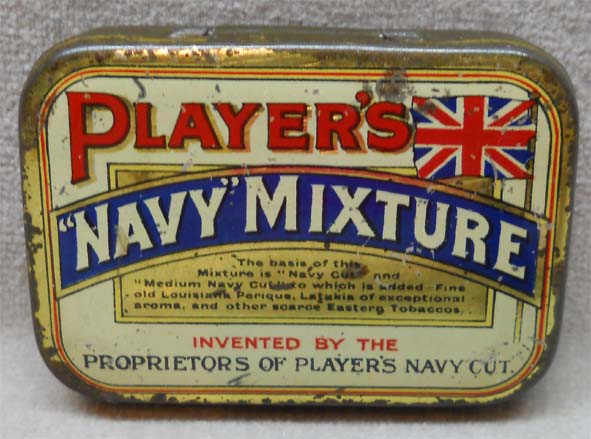 PLAYER'S
"NAVY" MIXTURE
The basis of this
Mixture is "Navy Cut" and
"Medium Navy Cut," to which is added Fine
old Louisiana Perique, Latakia of exceptional
aroma, and other scarce Eastern Tobaccos.
INVENTED BY THE
PROPRIETORS OF PLAYER'S NAVY CUT.